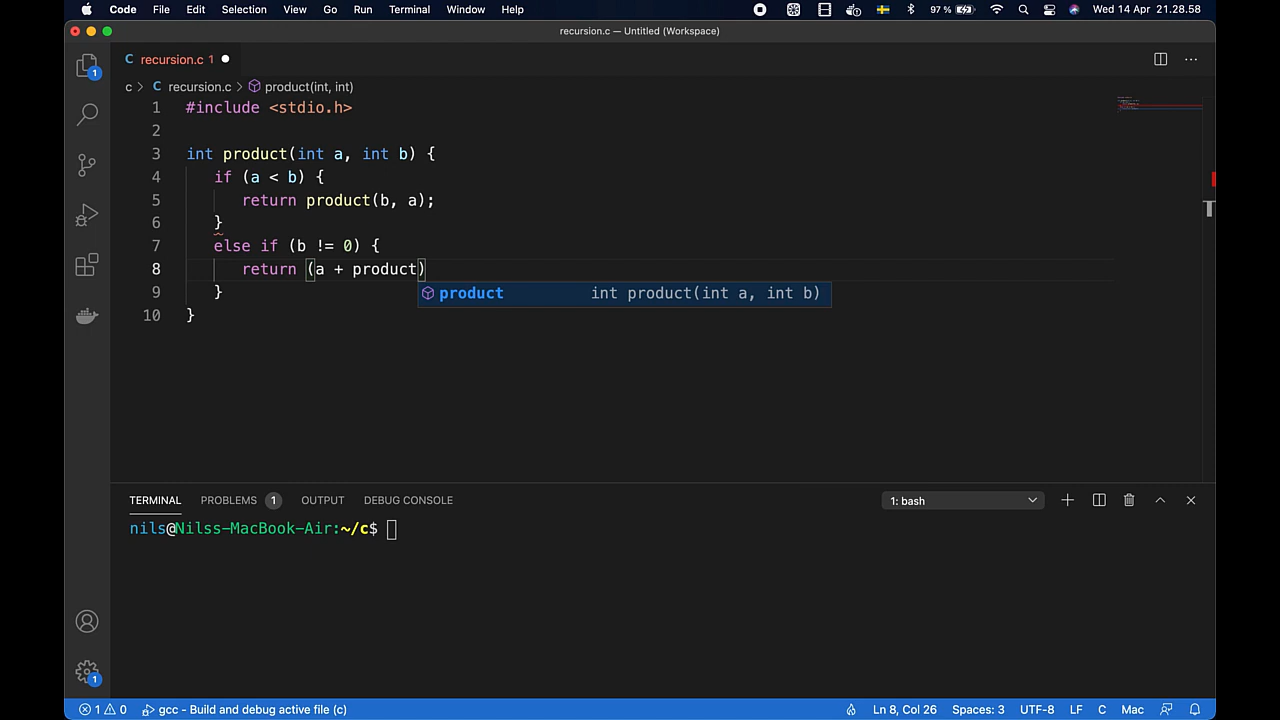 Code File Edit Selection View Go Run Terminal Window Help 97 % Wed 14 Apr 21.28.58
recursion.c — Untitled (Workspace)
C recursion.c 1
c > C recursion.c > product(int, int)
1 #include <stdio.h>
2
3 int product(int a, int b) {
4 if (a < b) {
5 return product(b, a);
6 }
7 else if (b != 0) {
8 return (a + product)
9 }
product int product(int a, int b)
10 }
TERMINAL PROBLEMS 1 OUTPUT DEBUG CONSOLE 1: bash
nils@Nilss-MacBook-Air:~/c$
1 0 gcc - Build and debug active file (c) Ln 8, Col 26 Spaces: 3 UTF-8 LF C Mac
1
1